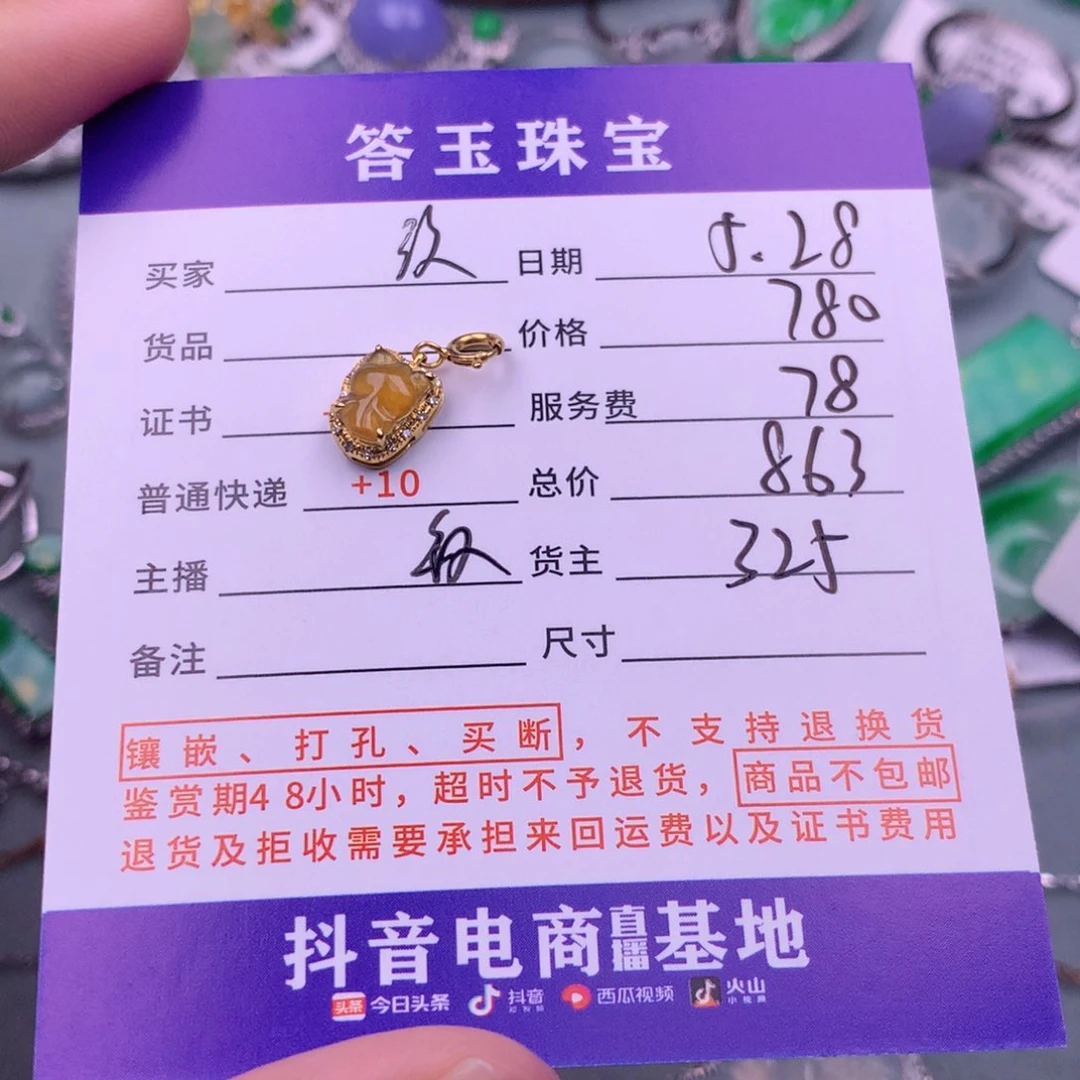 答玉珠宝
买家 日期 5.28
货品 价格 780
证书 服务费 78
普通快递 +10 总价 863
主播 敏 货主 325
备注 尺寸
镶嵌、打孔、买断，不支持退换货
鉴赏期48小时，超时不予退货，商品不包邮
退货及拒收需要承担来回运费以及证书费用
抖音电商直播基地
头条 今日头条 抖音 西瓜视频 火山